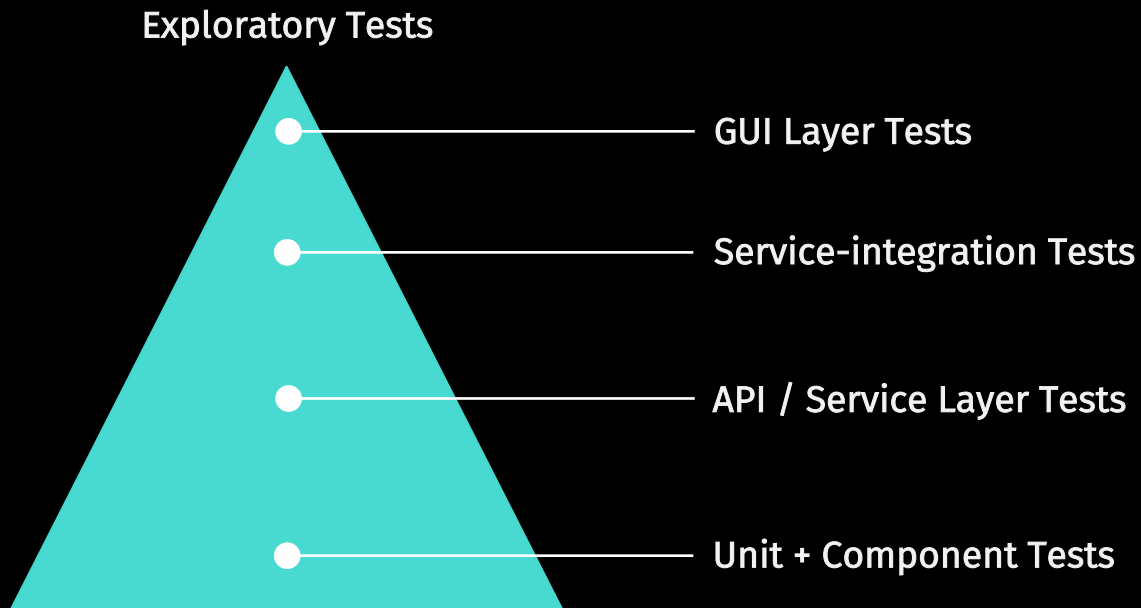 Exploratory Tests
GUI Layer Tests
Service-integration Tests
API / Service Layer Tests
Unit + Component Tests